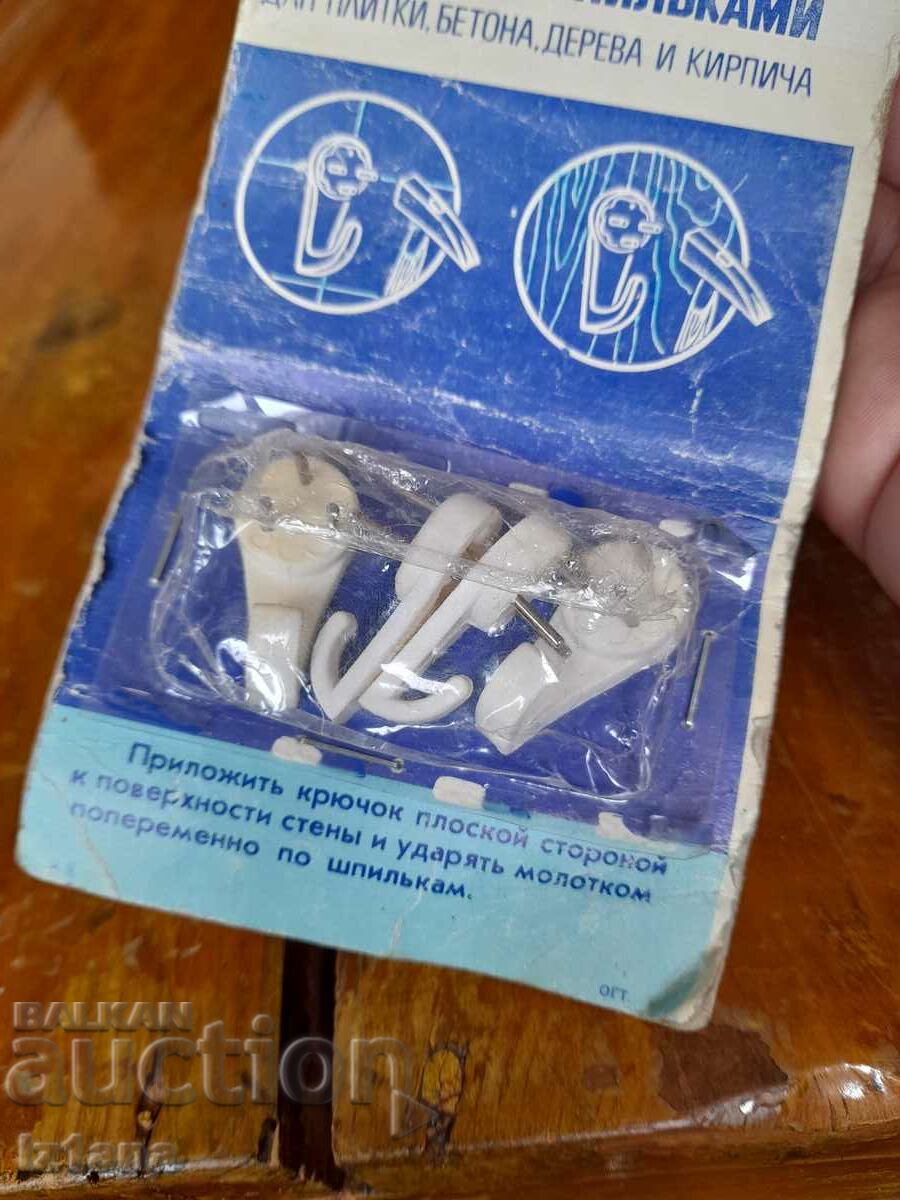 ДЛЯ ПЛИТКИ, БЕТОНА, ДЕРЕВА И КИРПИЧА
Приложить крючок плоской стороной
к поверхности стены и ударять молотком
попеременно по шпилькам.
ОГТ.
BALKAN
auction
iz1ana